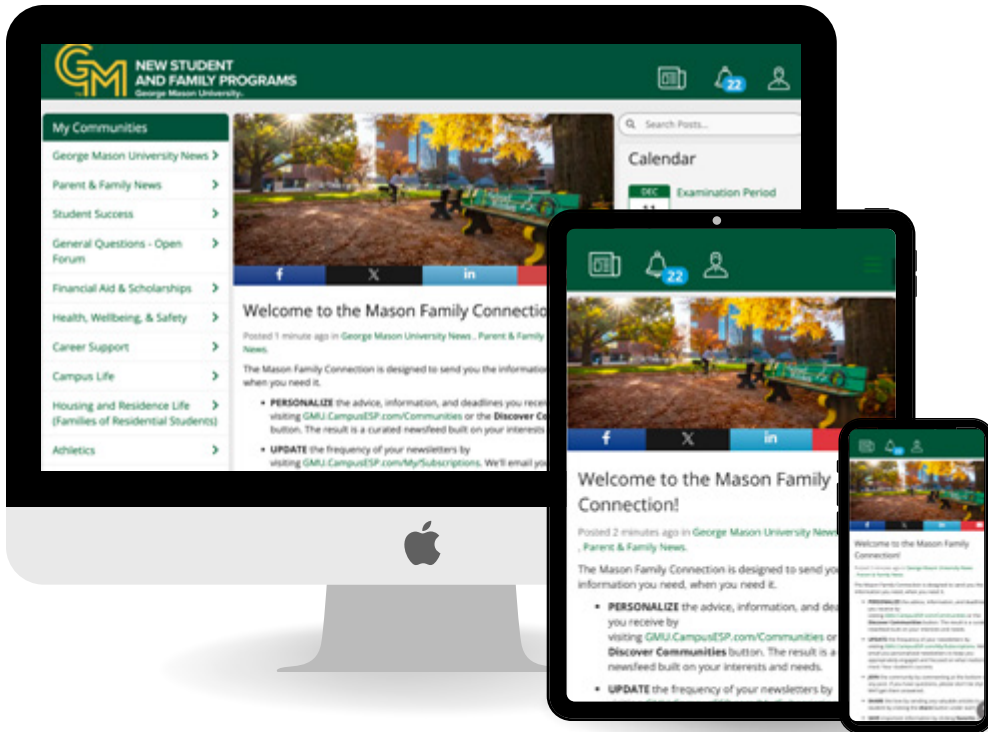 GM
NEW STUDENT
AND FAMILY PROGRAMS
George Mason University
22
My Communities
George Mason University News
Parent & Family News
Student Success
General Questions - Open
Forum
Financial Aid & Scholarships
Health, Wellbeing, & Safety
Career Support
Campus Life
Housing and Residence Life
(Families of Residential Students)
Athletics
f X in
Welcome to the Mason Family Connectio
Posted 1 minute ago in George Mason University News , Parent & Family
News.
The Mason Family Connection is designed to send you the information
when you need it.
• PERSONALIZE the advice, information, and deadlines you recei
visiting GMU.CampusESP.com/Communities or the Discover Co
button. The result is a curated newsfeed built on your interests
• UPDATE the frequency of your newsletters by
visiting GMU.CampusESP.com/My/Subscriptions. We'll email you
Search Posts...
Calendar
DEC
11
Examination Period
22
f X in
Welcome to the Mason Family
Connection!
Posted 2 minutes ago in George Mason University News
, Parent & Family News.
The Mason Family Connection is designed to send yo
information you need, when you need it.
• PERSONALIZE the advice, information, and dea
you receive by
visiting GMU.CampusESP.com/Communities or
Discover Communities button. The result is a
newsfeed built on your interests and needs.
• UPDATE the frequency of your newsletters by
f X in
Welcome to the Mason Family
Connection!